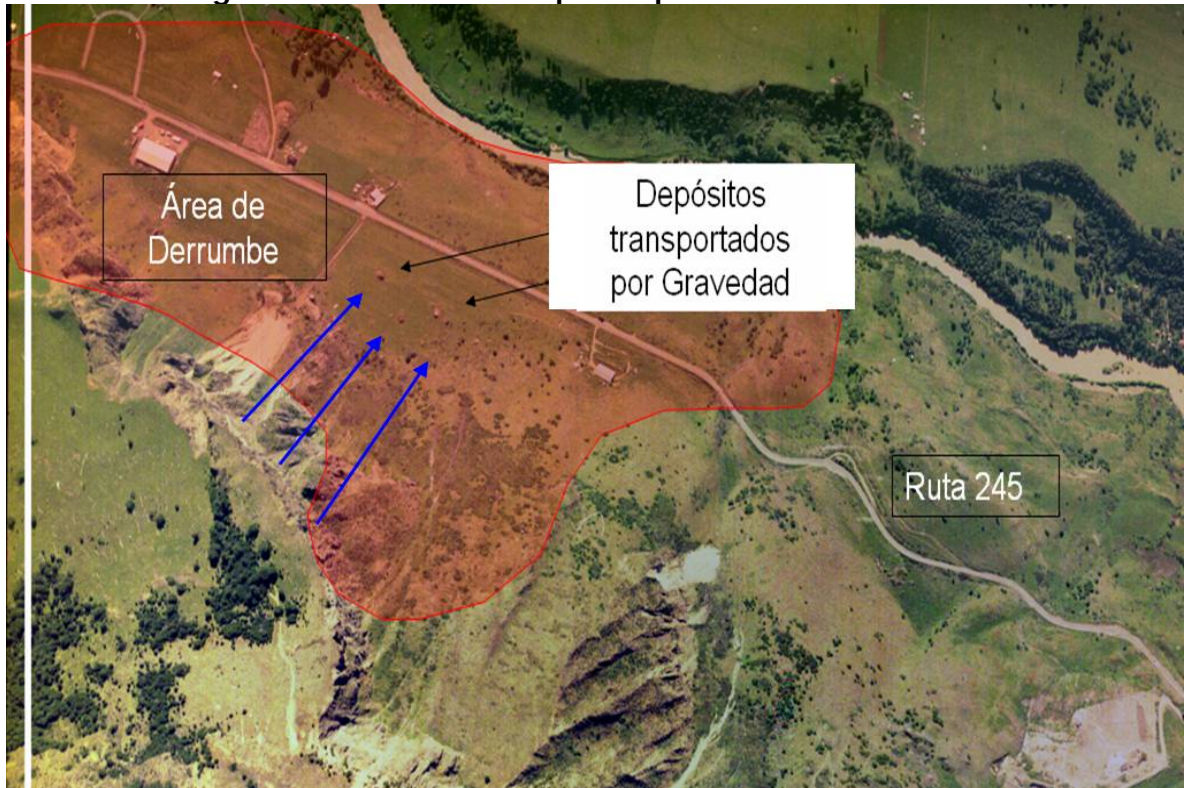 Área de
Derrumbe
Depósitos
transportados
por Gravedad
Ruta 245